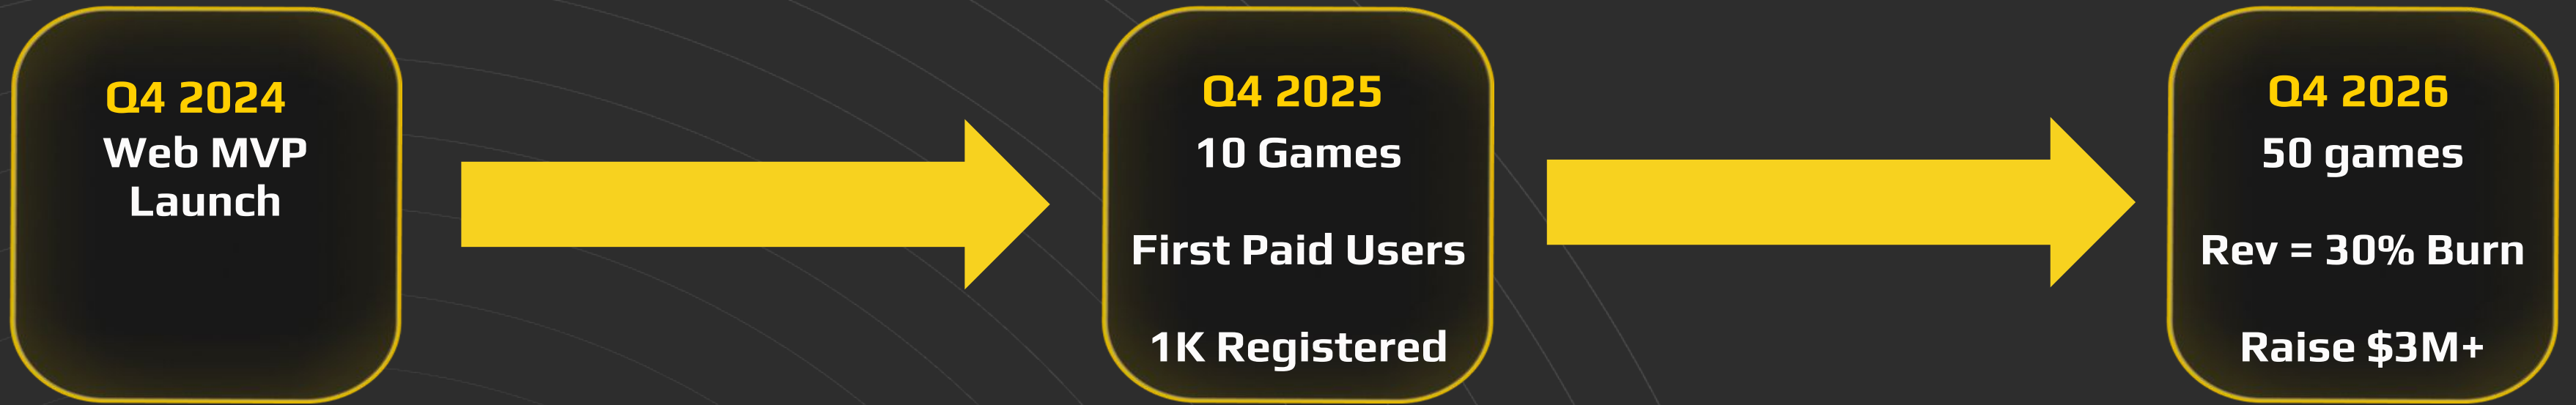 Q4 2024
Web MVP
Launch
Q4 2025
10 Games
First Paid Users
1K Registered
Q4 2026
50 games
Rev = 30% Burn
Raise $3M+